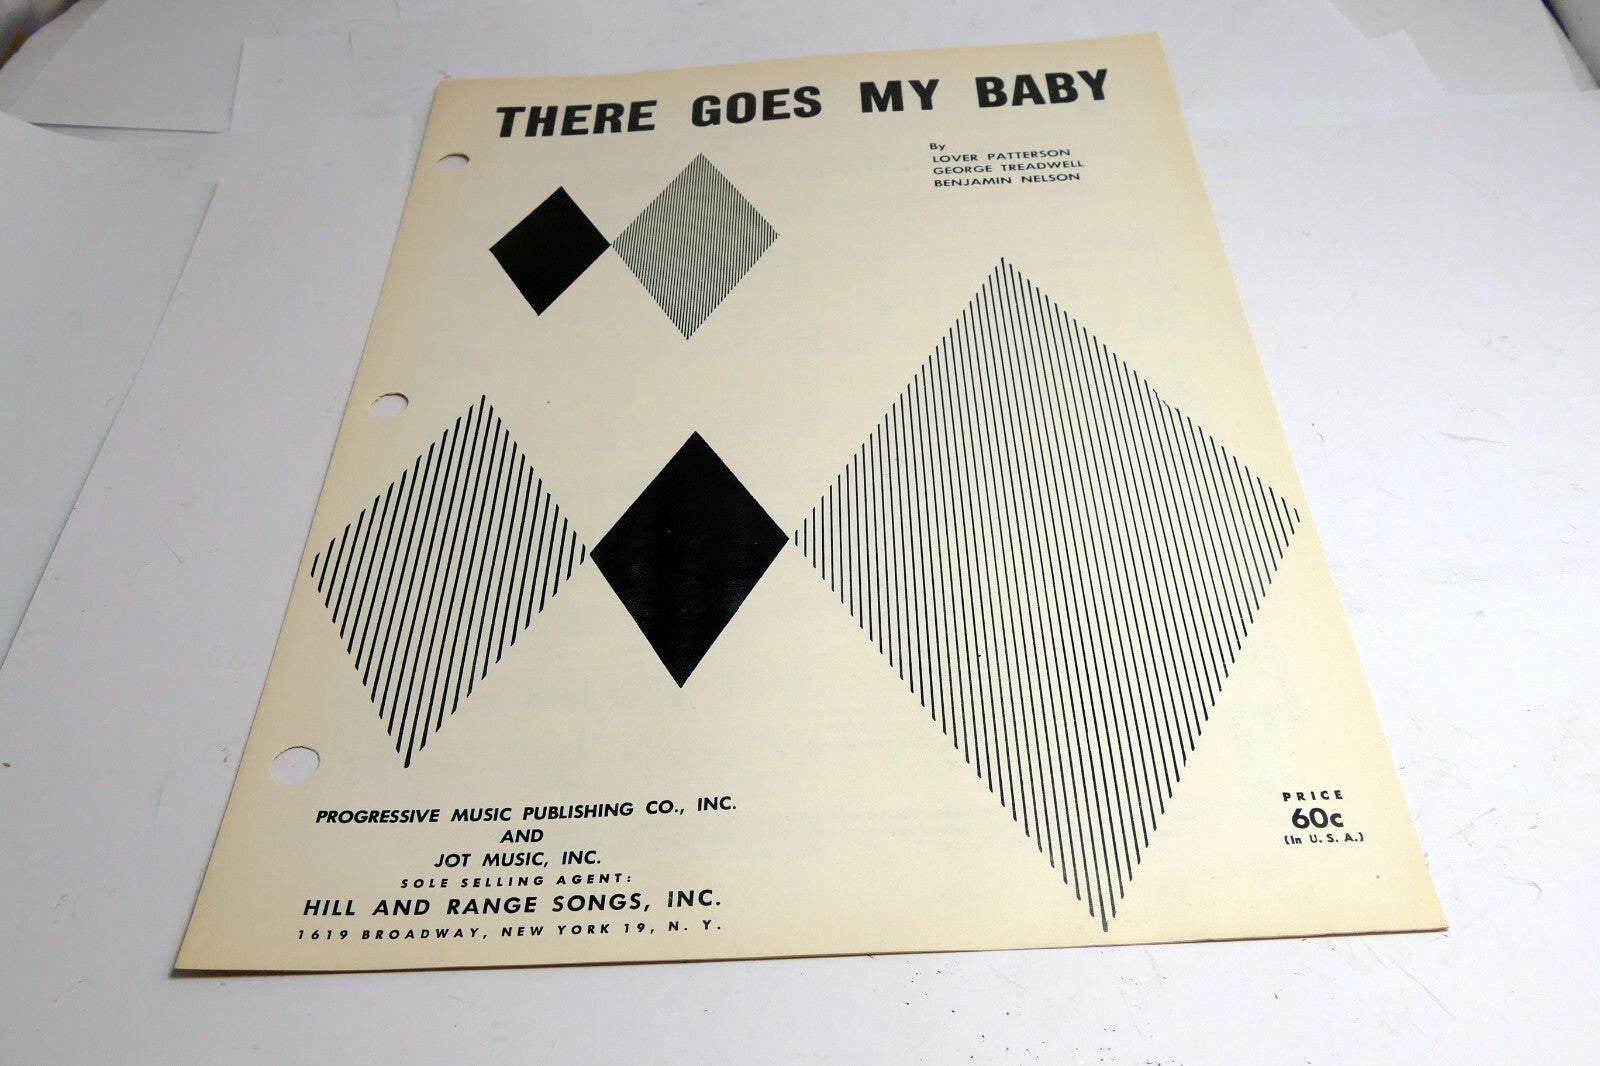 THERE GOES MY BABY
By
LOVER PATTERSON
GEORGE TREADWELL
BENJAMIN NELSON
PROGRESSIVE MUSIC PUBLISHING CO., INC.
AND
JOT MUSIC, INC.
SOLE SELLING AGENT:
HILL AND RANGE SONGS, INC.
1619 BROADWAY, NEW YORK 19, N. Y.
PRICE
60c
(In U. S. A.)